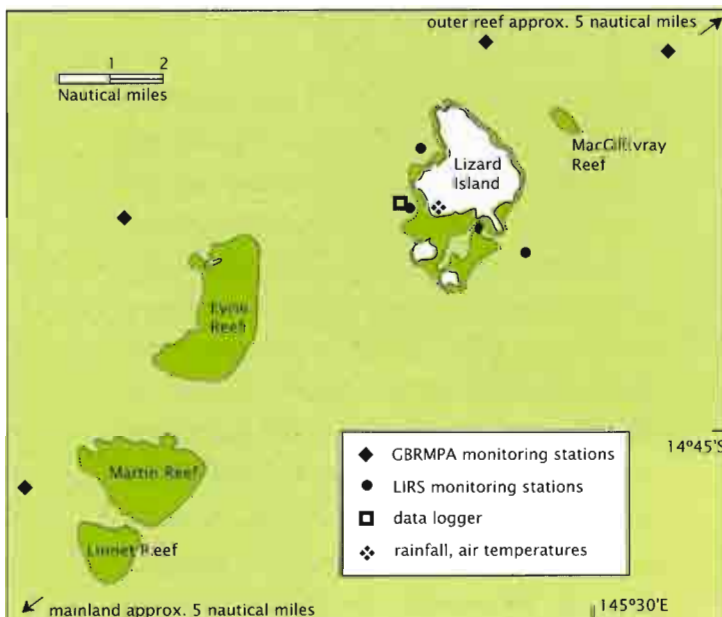 outer reef approx. 5 nautical miles
1 2
Nautical miles
Lizard
Island
MacGillivray
Reef
Eyrie
Reef
14°45'S
Martin Reef
Linnet Reef
GBRMPA monitoring stations
LIRS monitoring stations
data logger
rainfall, air temperatures
mainland approx. 5 nautical miles
145°30'E